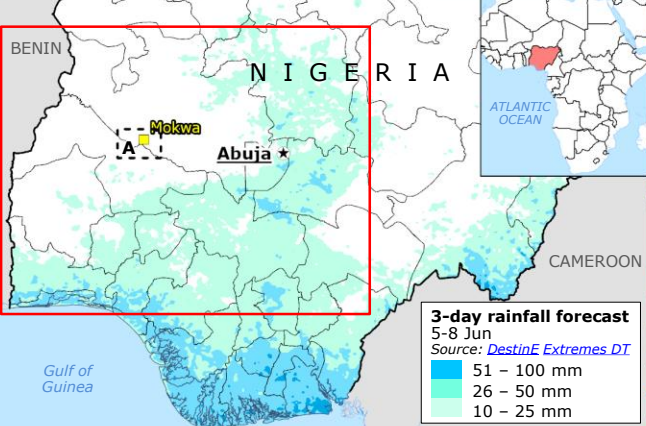 BENIN
NIGERIA
ATLANTIC
OCEAN
Mokwa
A
Abuja
CAMEROON
Gulf of
Guinea
3-day rainfall forecast
5-8 Jun
Source: DestinE Extremes DT
51 – 100 mm
26 – 50 mm
10 – 25 mm